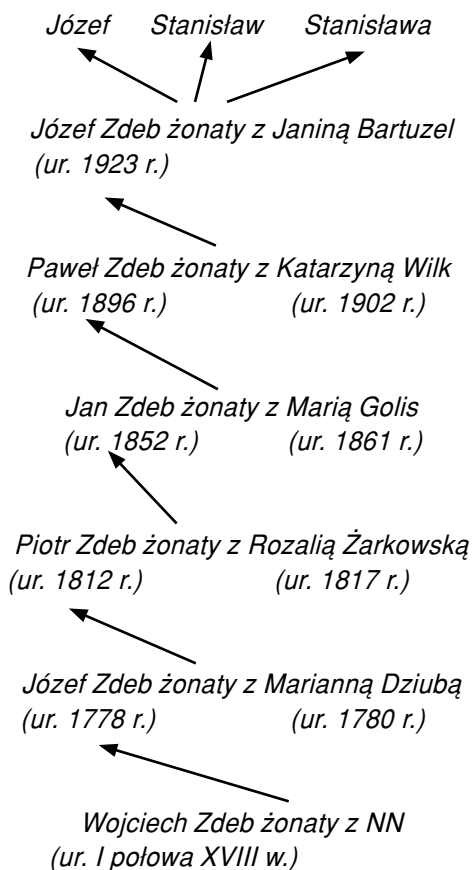 Józef Stanisław Stanisława
Józef Zdeb żonaty z Janiną Bartuzel
(ur. 1923 r.)
Paweł Zdeb żonaty z Katarzyną Wilk
(ur. 1896 r.) (ur. 1902 r.)
Jan Zdeb żonaty z Marią Golis
(ur. 1852 r.) (ur. 1861 r.)
Piotr Zdeb żonaty z Rozalią Żarkowską
(ur. 1812 r.) (ur. 1817 r.)
Józef Zdeb żonaty z Marianną Dziubą
(ur. 1778 r.) (ur. 1780 r.)
Wojciech Zdeb żonaty z NN
(ur. I połowa XVIII w.)